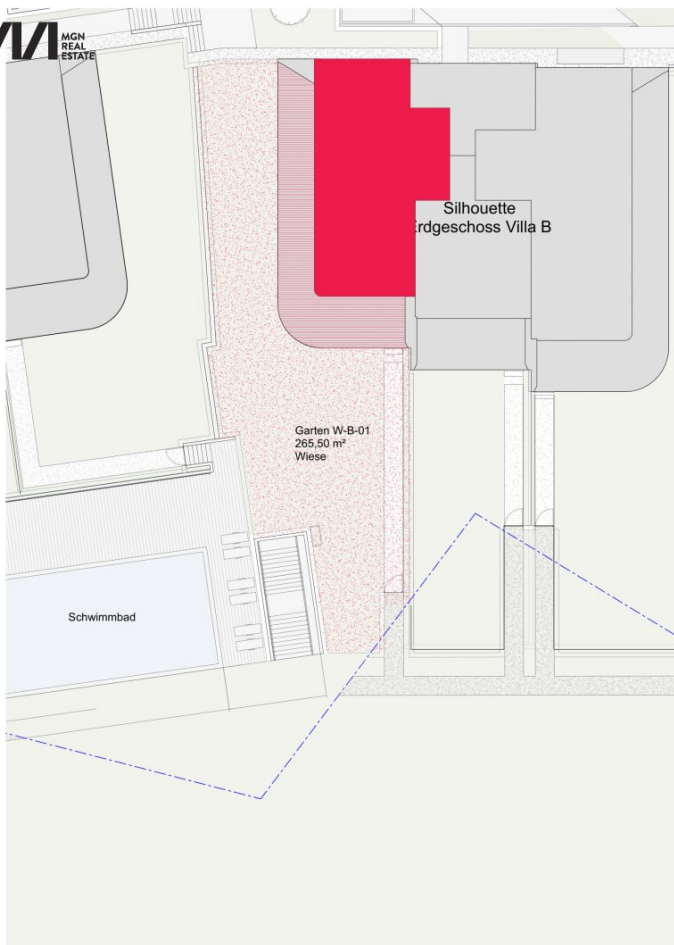 MGN
REAL
ESTATE
Silhouette
Erdgeschoss Villa B
Garten W-B-01
265,50 m²
Wiese
Schwimmbad